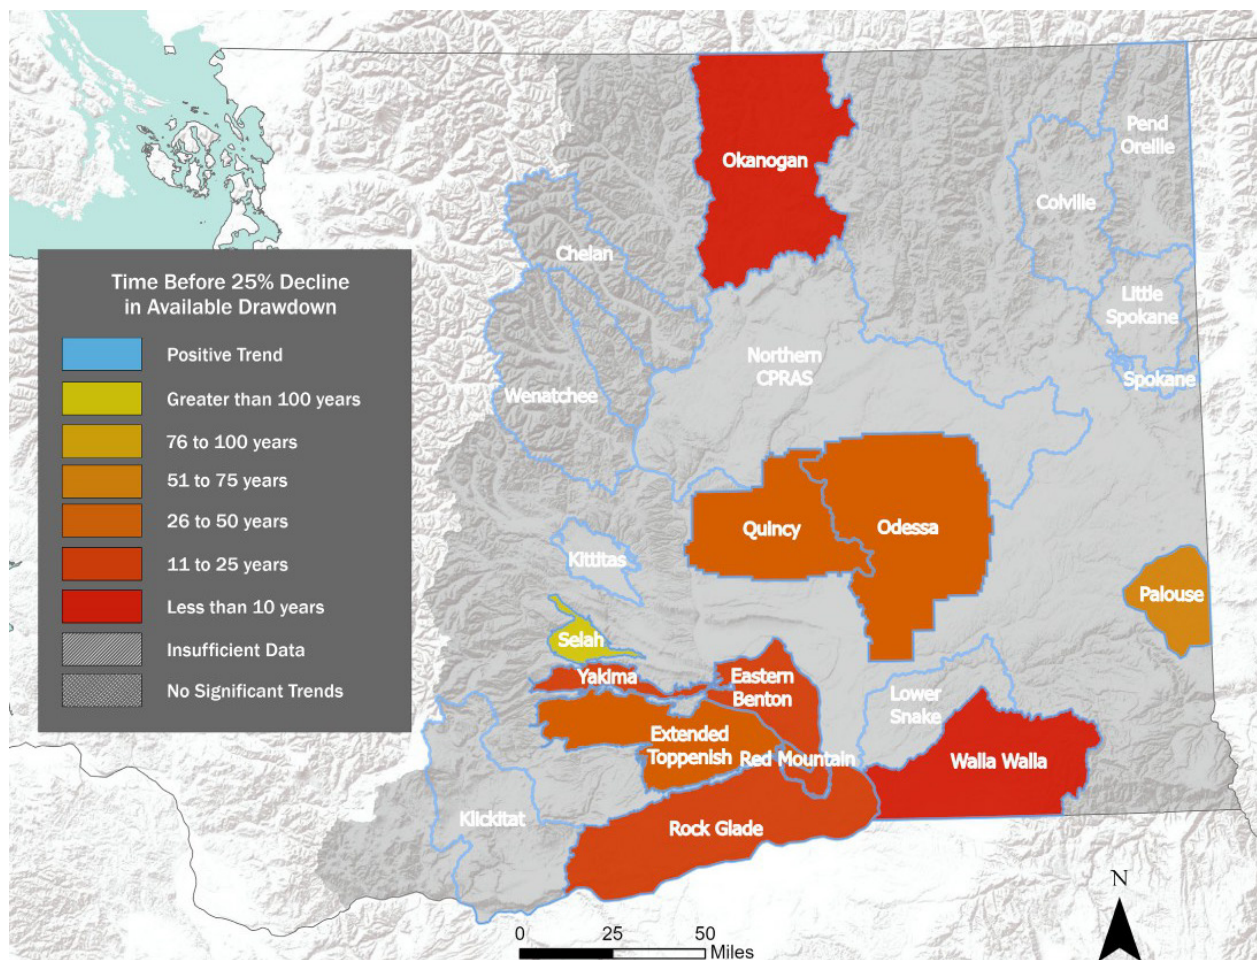 Okanogan
Pend
Oreille
Colville
Chelan
Little
Spokane
Northern
CPRAS
Spokane
Wenatchee
Time Before 25% Decline
in Available Drawdown
Positive Trend
Greater than 100 years
76 to 100 years
51 to 75 years
26 to 50 years
11 to 25 years
Less than 10 years
Insufficient Data
No Significant Trends
Quincy
Odessa
Kittitas
Palouse
Selah
Yakima
Eastern
Benton
Lower
Snake
Extended
Toppenish
Red Mountain
Walla Walla
Klickitat
Rock Glade
N
0 25 50
Miles